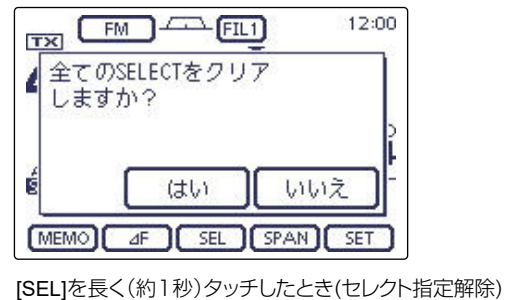 FM FIL1 12:00
TX
全てのSELECTをクリア
しますか？
はい いいえ
MEMO ⊿F SEL SPAN SET
[SEL]を長く（約1秒）タッチしたとき(セレクト指定解除)